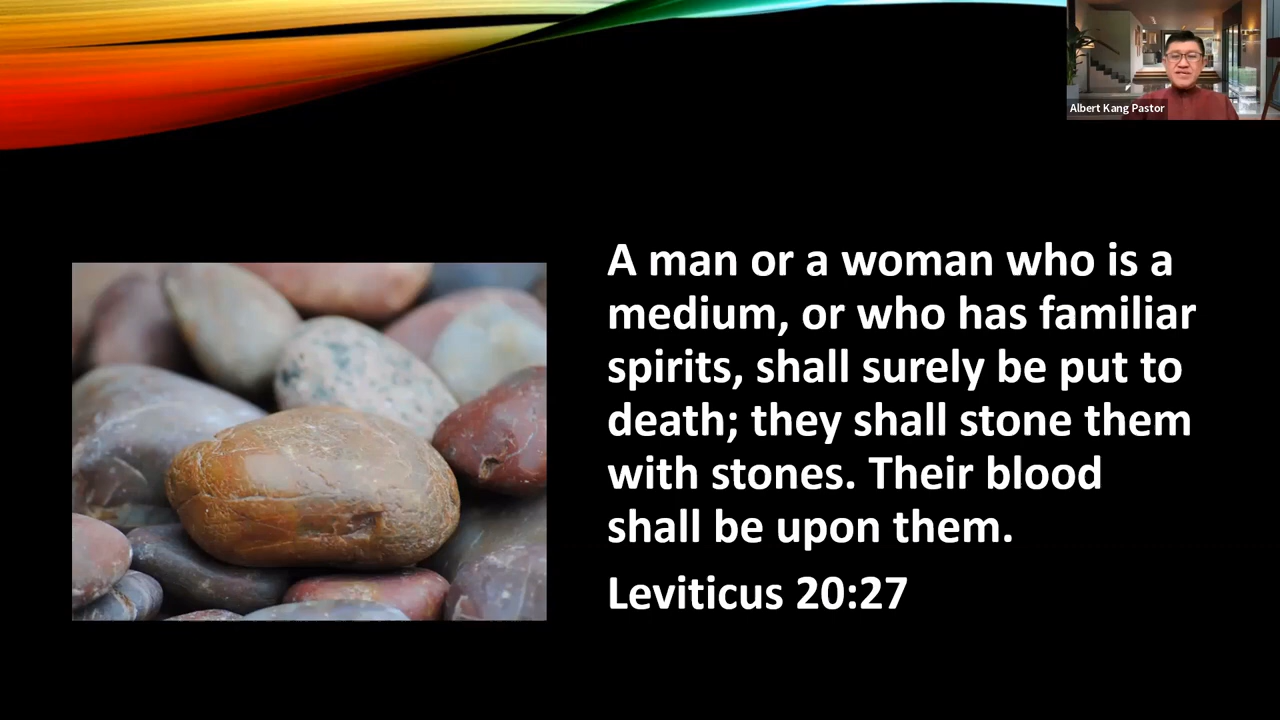 Albert Kang Pastor
A man or a woman who is a
medium, or who has familiar
spirits, shall surely be put to
death; they shall stone them
with stones. Their blood
shall be upon them.
Leviticus 20:27